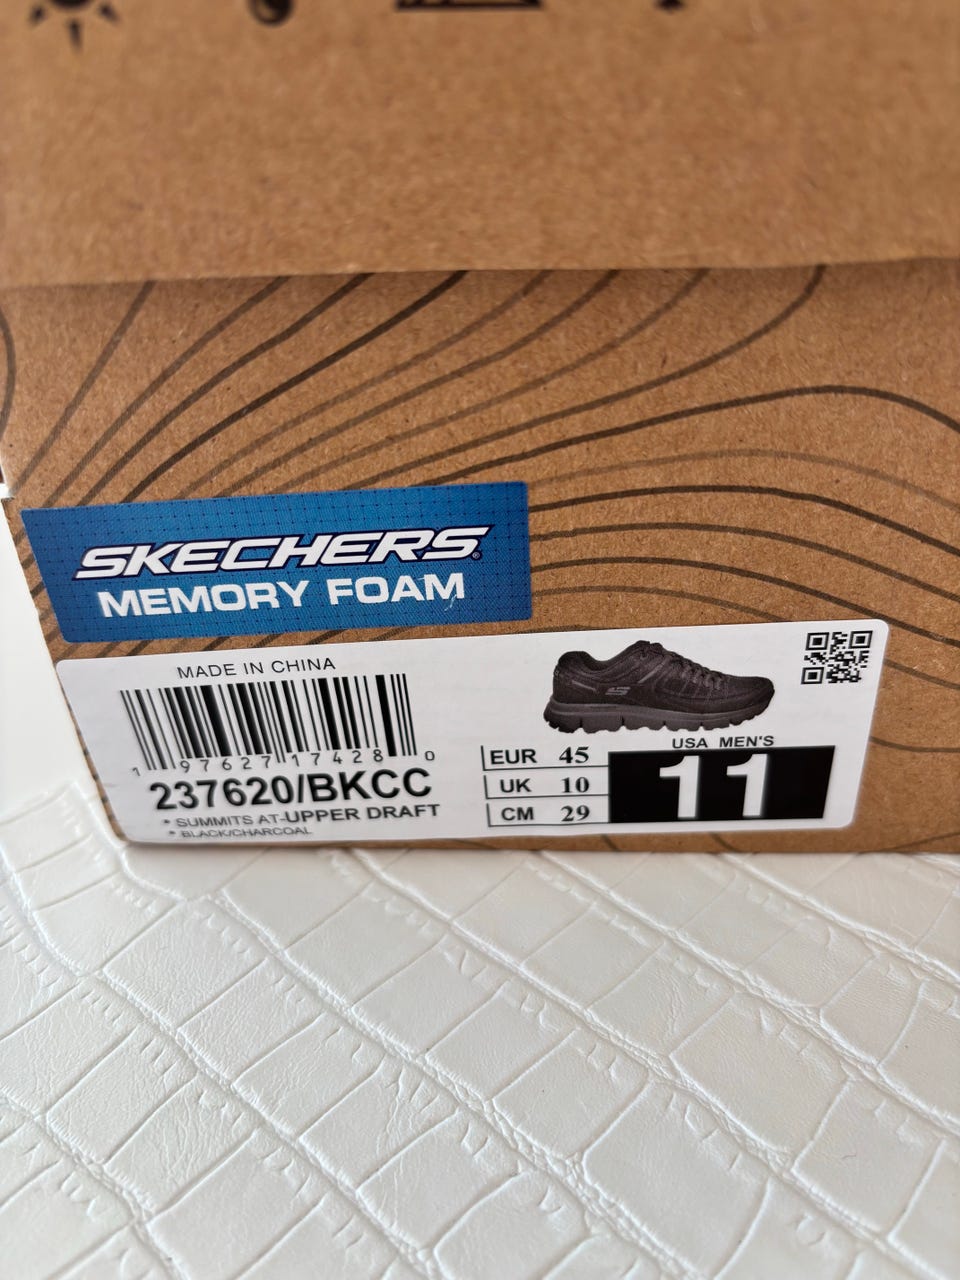 SKECHERS®
MEMORY FOAM
MADE IN CHINA
1 97627 17428 0
237620/BKCC
* SUMMITS AT-UPPER DRAFT
* BLACK/CHARCOAL
EUR 45
UK 10
CM 29
USA MEN'S
11